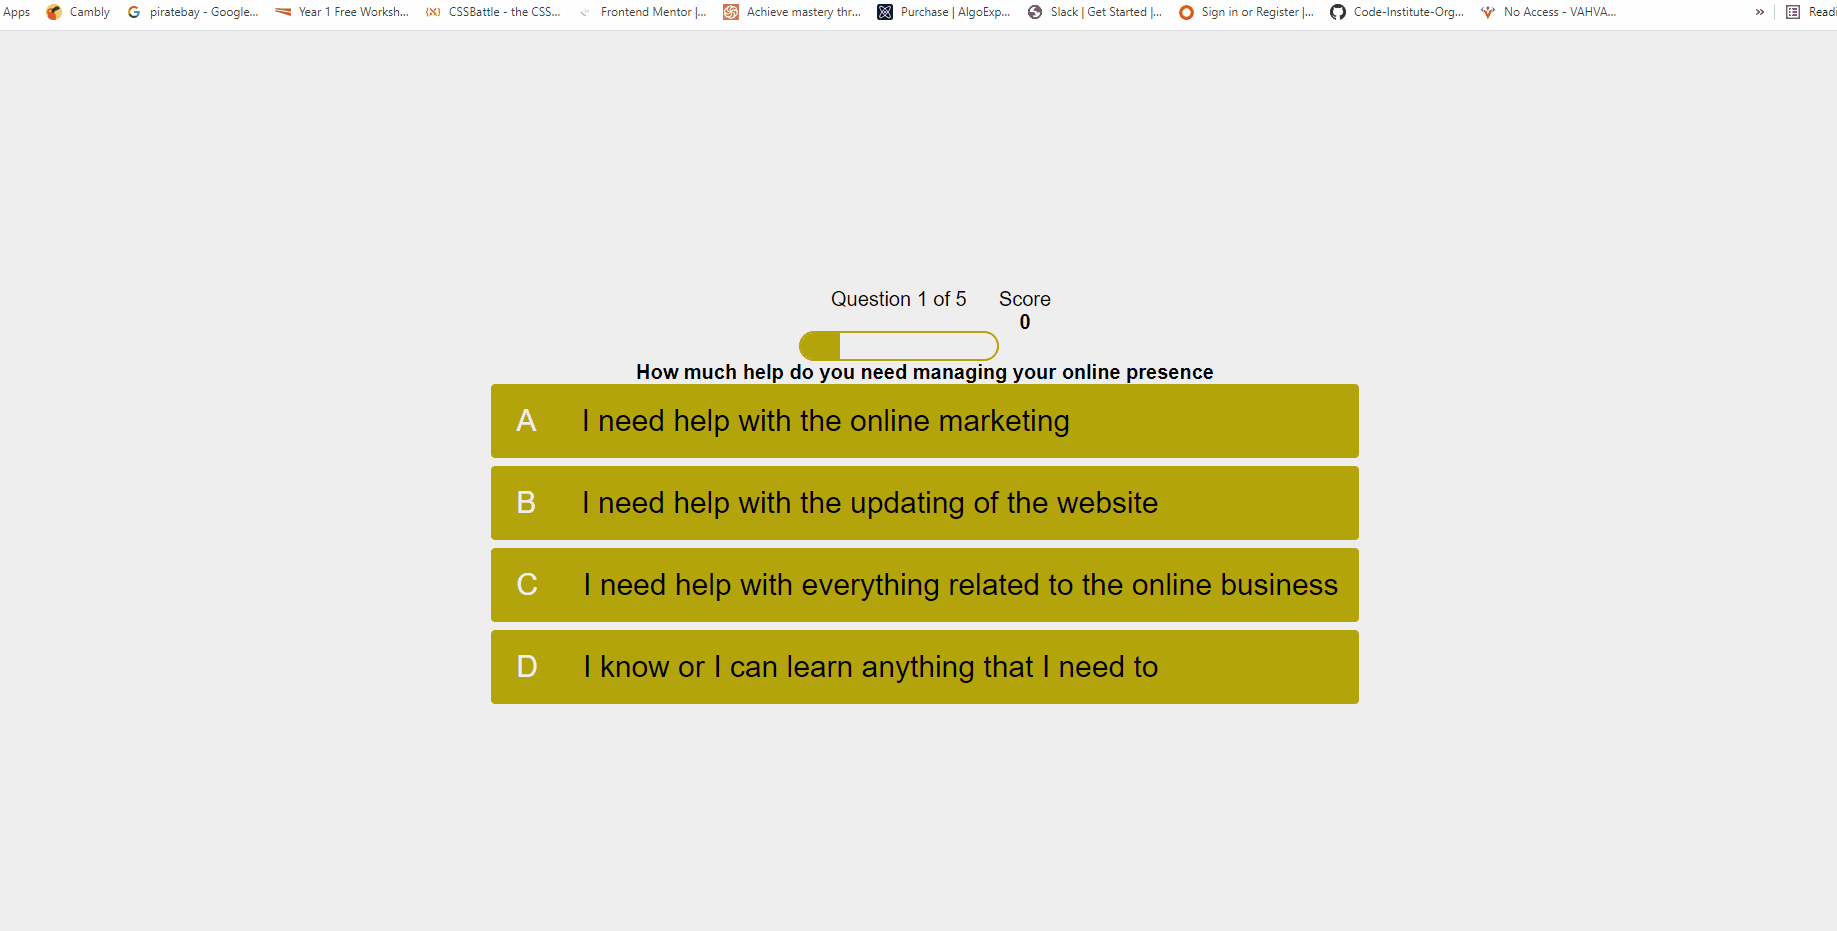 Apps Cambly piratebay - Google... Year 1 Free Worksh... CSSBattle - the CSS... Frontend Mentor |... Achieve mastery thr... Purchase | AlgoExp... Slack | Get Started |... Sign in or Register |... Code-Institute-Org... No Access - VAHVA... » Readi
Question 1 of 5 Score
0
How much help do you need managing your online presence
A I need help with the online marketing
B I need help with the updating of the website
C I need help with everything related to the online business
D I know or I can learn anything that I need to